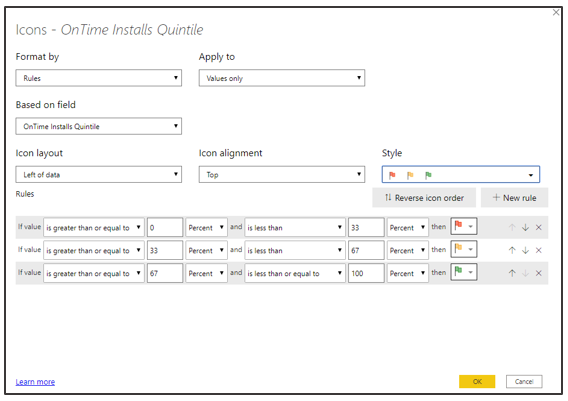 Icons - OnTime Installs Quintile
Format by Apply to
Rules Values only
Based on field
OnTime Installs Quintile
Icon layout Icon alignment Style
Left of data Top
Rules Reverse icon order + New rule
If value is greater than or equal to 0 Percent and is less than 33 Percent then
If value is greater than or equal to 33 Percent and is less than 67 Percent then
If value is greater than or equal to 67 Percent and is less than or equal to 100 Percent then
Learn more OK Cancel